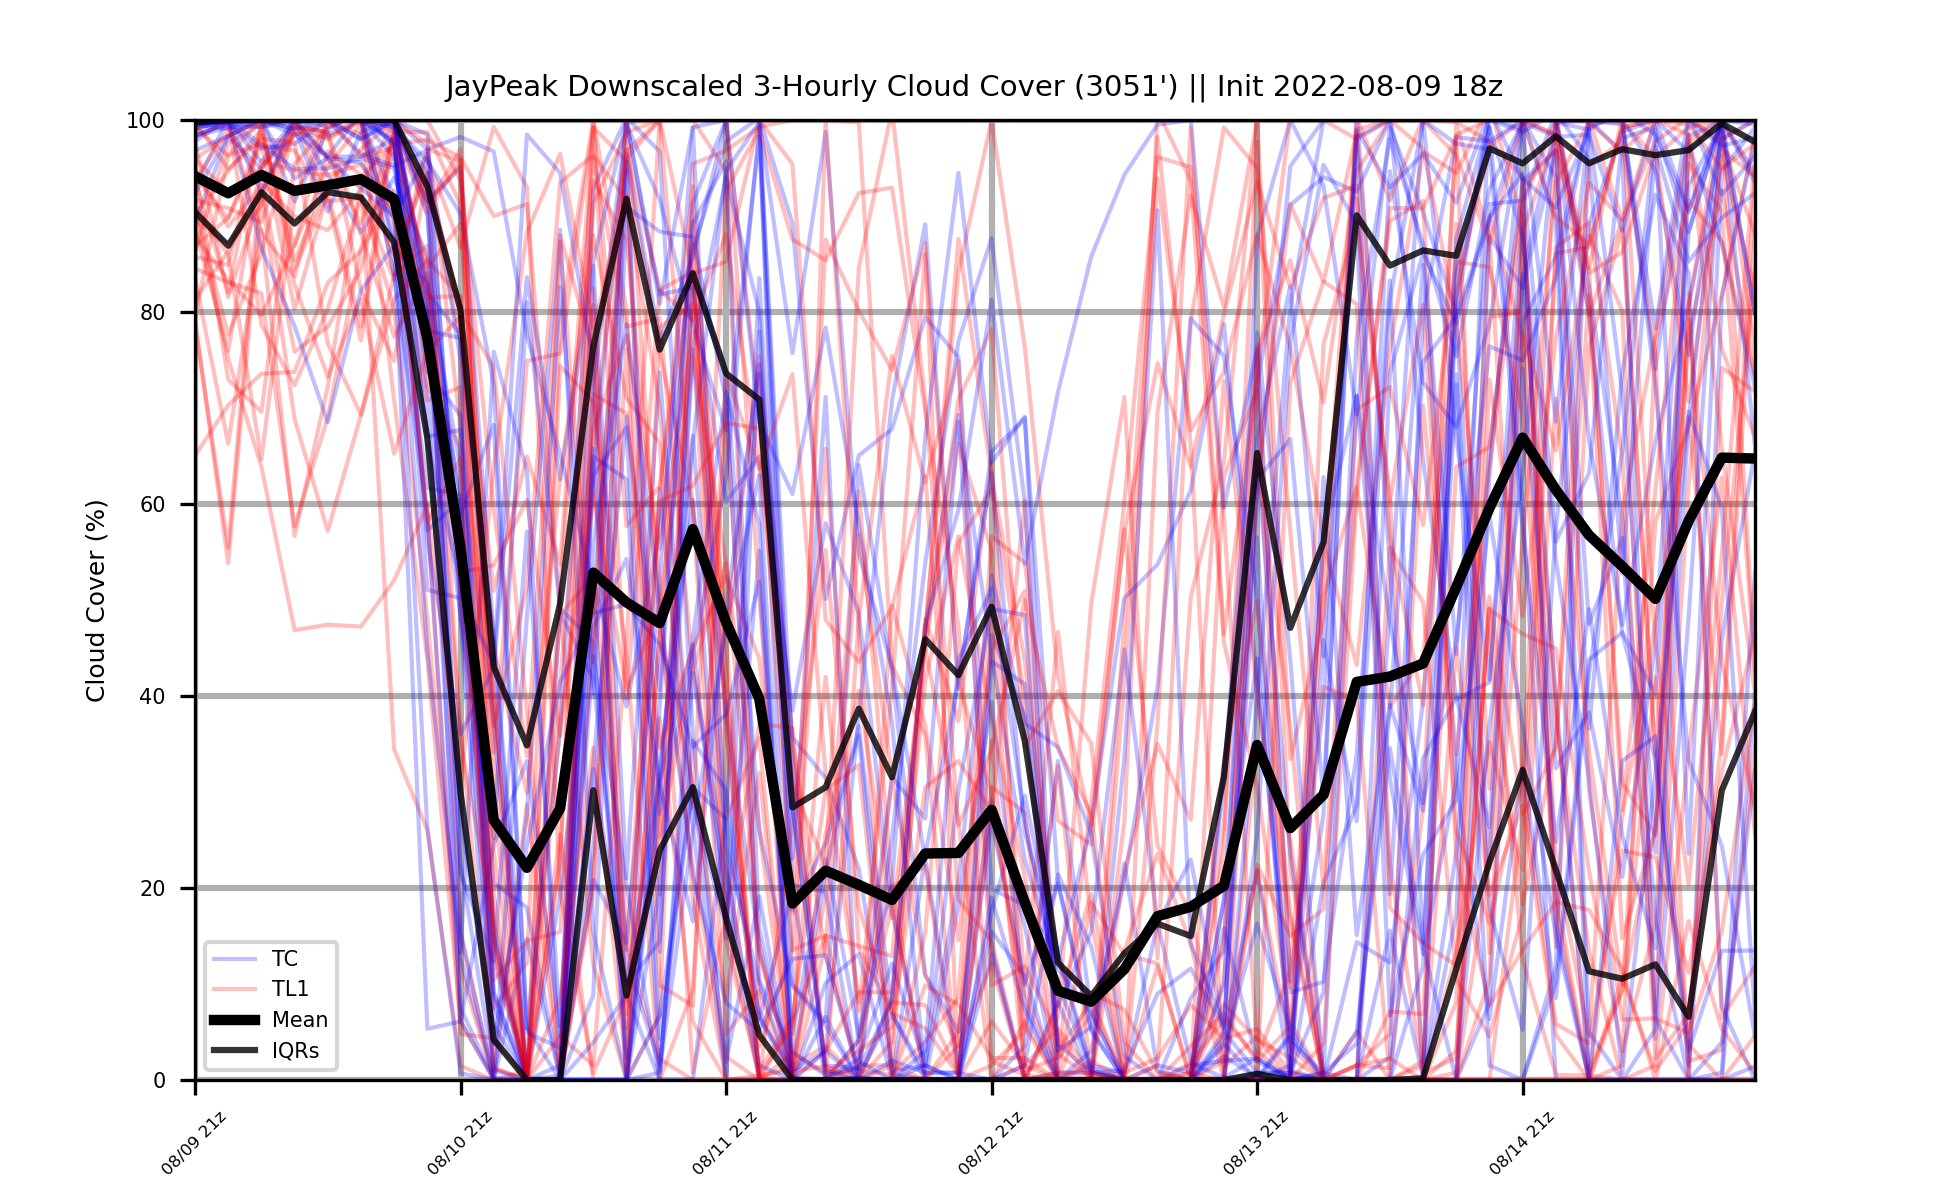 JayPeak Downscaled 3-Hourly Cloud Cover (3051') || Init 2022-08-09 18z
Cloud Cover (%)
100
80
60
40
20
0
TC
TL1
Mean
IQRs
08/09 21z
08/10 21z
08/11 21z
08/12 21z
08/13 21z
08/14 21z